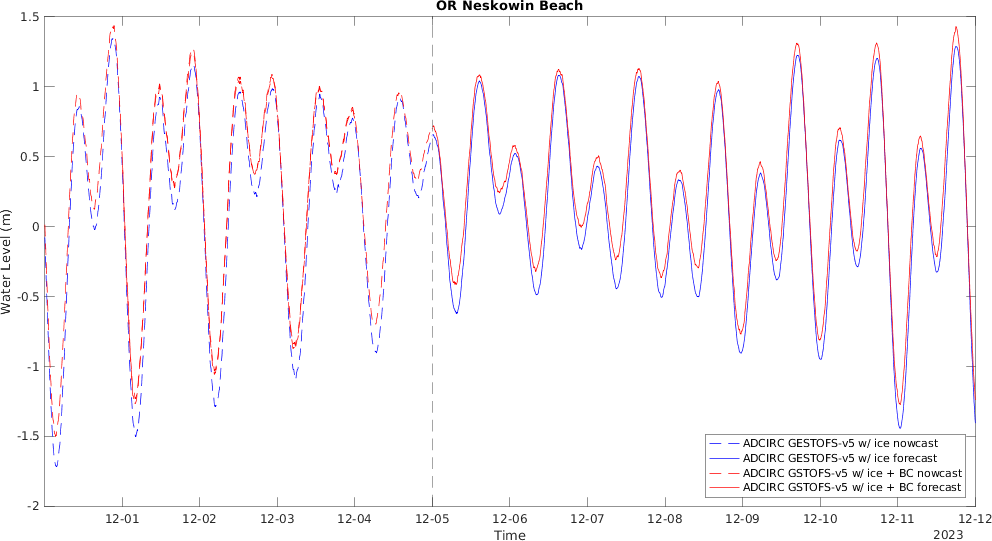 OR Neskowin Beach
1.5
1
0.5
0
-0.5
-1
-1.5
-2
Water Level (m)
12-01 12-02 12-03 12-04 12-05 12-06 12-07 12-08 12-09 12-10 12-11 12-12
Time
2023
ADCIRC GESTOFS-v5 w/ ice nowcast
ADCIRC GESTOFS-v5 w/ ice forecast
ADCIRC GSTOFS-v5 w/ ice + BC nowcast
ADCIRC GSTOFS-v5 w/ ice + BC forecast